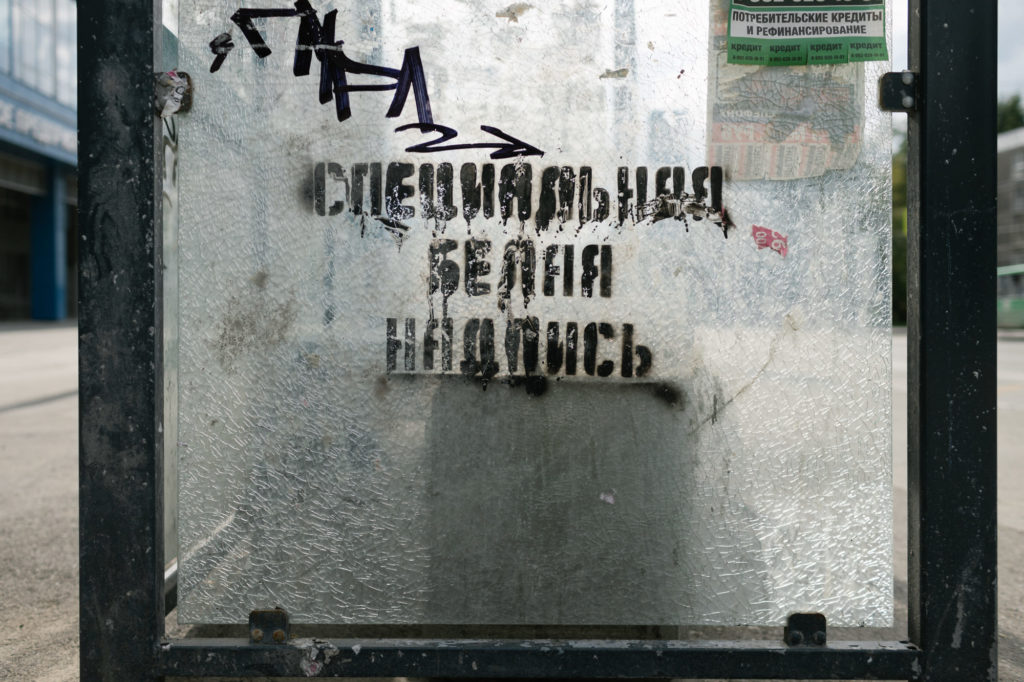 ПОТРЕБИТЕЛЬСКИЕ КРЕДИТЫ
И РЕФИНАНСИРОВАНИЕ
кредит кредит кредит кредит
СПЕЦИАЛЬНАЯ
БЕЛАЯ
НАДПИСЬ